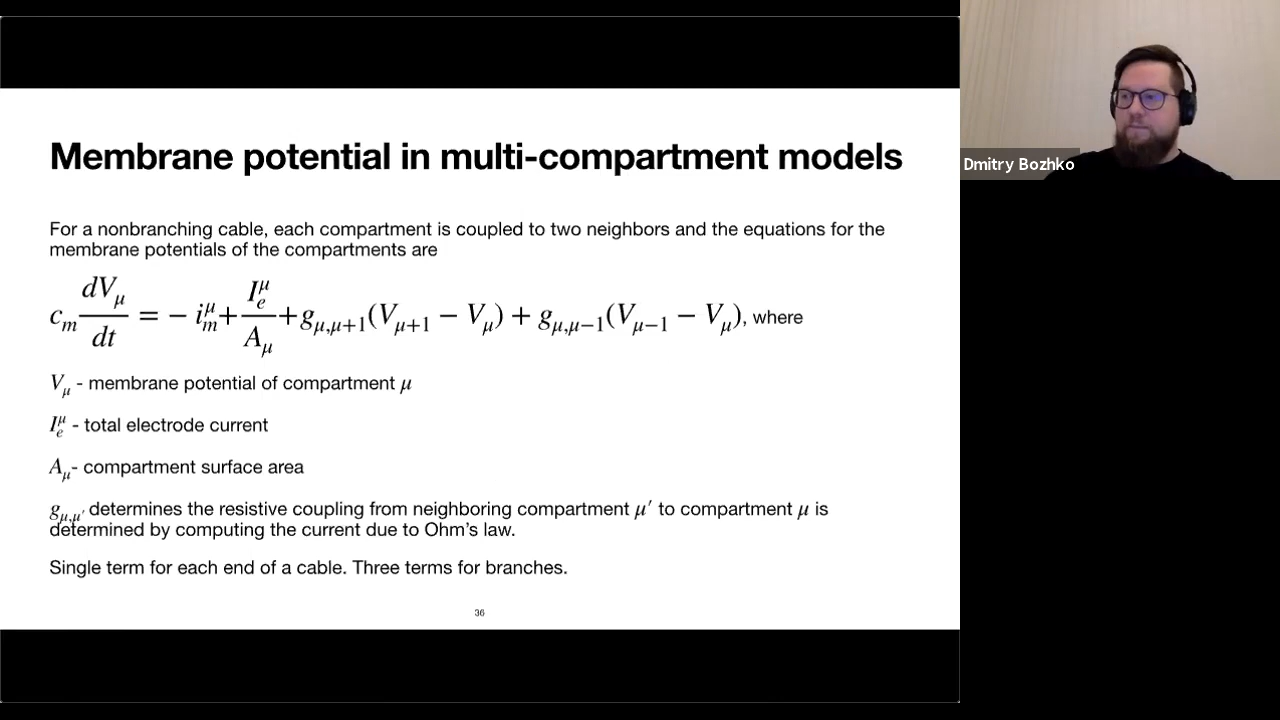 Membrane potential in multi-compartment models
For a nonbranching cable, each compartment is coupled to two neighbors and the equations for the
membrane potentials of the compartments are
c_m dV_μ/dt = − i_m^μ + I_e^μ/A_μ + g_{μ,μ+1}(V_{μ+1} − V_μ) + g_{μ,μ−1}(V_{μ−1} − V_μ), where
V_μ - membrane potential of compartment μ
I_e^μ - total electrode current
A_μ- compartment surface area
g_{μ,μ′} determines the resistive coupling from neighboring compartment μ′ to compartment μ is
determined by computing the current due to Ohm's law.
Single term for each end of a cable. Three terms for branches.
36
Dmitry Bozhko